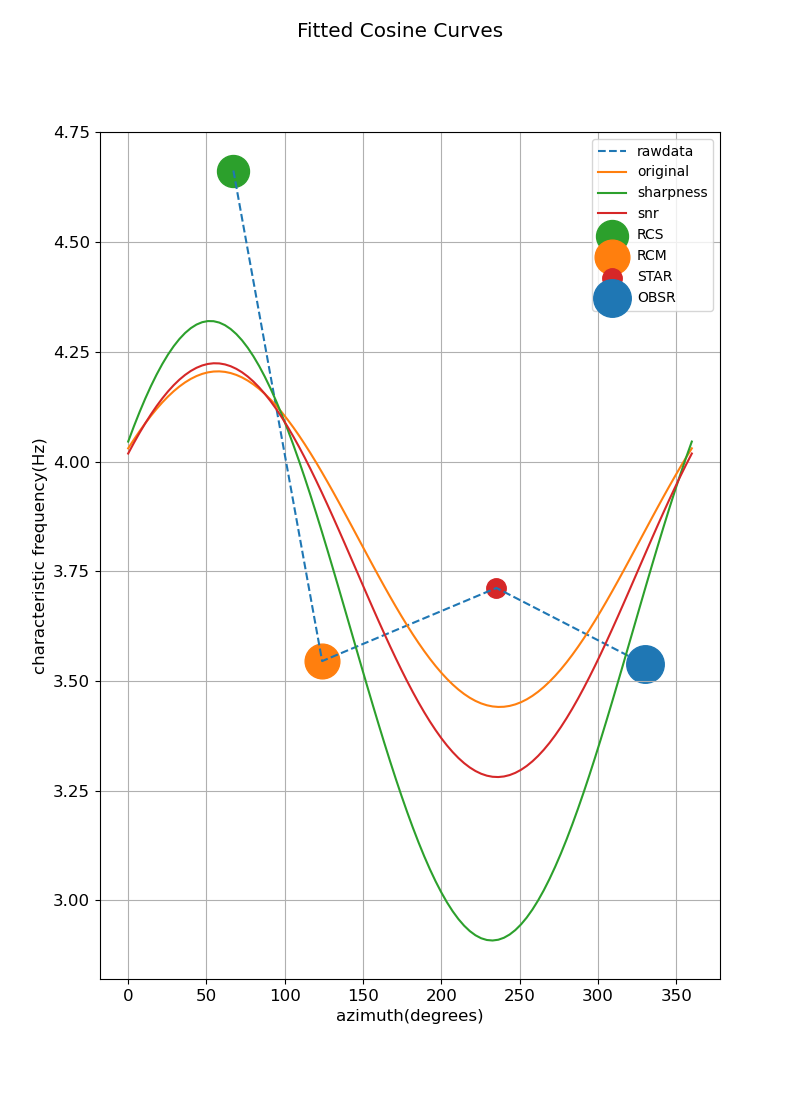 Fitted Cosine Curves
4.75
4.50
4.25
4.00
3.75
3.50
3.25
3.00
characteristic frequency(Hz)
rawdata
original
sharpness
snr
RCS
RCM
STAR
OBSR
0 50 100 150 200 250 300 350
azimuth(degrees)